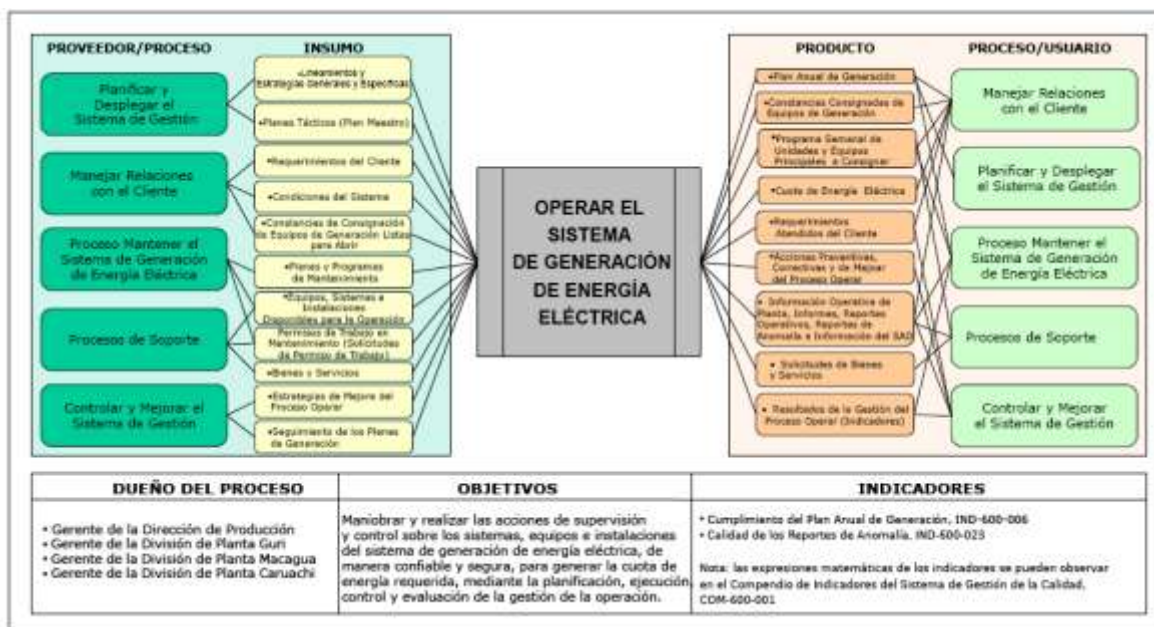 PROVEEDOR/PROCESO
INSUMO
Planificar y
Desplegar el
Sistema de Gestión
Manejar Relaciones
con el Cliente
Proceso Mantener el
Sistema de Generación
de Energía Eléctrica
Procesos de Soporte
Controlar y Mejorar el
Sistema de Gestión
•Lineamientos y
Estrategias Generales y Específicas
•Planes Tácticos (Plan Maestro)
•Requerimientos del Cliente
•Condiciones del Sistema
•Constancias de Consignación
de Equipos de Generación Listas
para Abrir
•Planes y Programas
de Mantenimiento
•Equipos, Sistemas e
Instalaciones
Disponibles para la Operación
Permisos de Trabajo en
Mantenimiento (Solicitudes
de Permiso de Trabajo)
•Bienes y Servicios
•Estrategias de Mejora del
Proceso Operar
•Seguimiento de los Planes
de Generación
OPERAR EL
SISTEMA
DE GENERACIÓN
DE ENERGÍA
ELÉCTRICA
PRODUCTO
PROCESO/USUARIO
•Plan Anual de Generación
•Constancias Consignadas de
Equipos de Generación
•Programa Semanal de
Unidades y Equipos
Principales a Consignar
•Cuota de Energía Eléctrica
•Requerimientos
Atendidos del Cliente
•Acciones Preventivas,
Correctivas y de Mejorar
del Proceso Operar
• Información Operativa de
Planta, Informes, Reportes
Operativos, Reportes de
Anomalía e Información del SAO
• Solicitudes de Bienes
y Servicios
• Resultados de la Gestión del
Proceso Operar (Indicadores)
Manejar Relaciones
con el Cliente
Planificar y Desplegar
el Sistema de Gestión
Proceso Mantener el
Sistema de Generación
de Energía Eléctrica
Procesos de Soporte
Controlar y Mejorar
el Sistema de Gestión
DUEÑO DEL PROCESO
• Gerente de la Dirección de Producción
• Gerente de la División de Planta Guri
• Gerente de la División de Planta Macagua
• Gerente de la División de Planta Caruachi
OBJETIVOS
Maniobrar y realizar las acciones de supervisión
y control sobre los sistemas, equipos e instalaciones
del sistema de generación de energía eléctrica, de
manera confiable y segura, para generar la cuota de
energía requerida, mediante la planificación, ejecución,
control y evaluación de la gestión de la operación.
INDICADORES
* Cumplimiento del Plan Anual de Generación, IND-600-006
• Calidad de los Reportes de Anomalía, IND-600-023
Nota: las expresiones matemáticas de los indicadores se pueden observar
en el Compendio de Indicadores del Sistema de Gestión de la Calidad,
COM-600-001